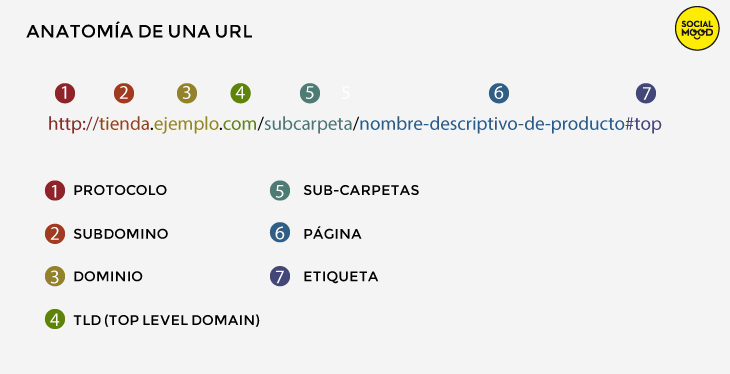 ANATOMÍA DE UNA URL
SOCIAL
MOOD
1 2 3 4 5 5 6 7
http://tienda.ejemplo.com/subcarpeta/nombre-descriptivo-de-producto#top
1 PROTOCOLO
2 SUBDOMINO
3 DOMINIO
4 TLD (TOP LEVEL DOMAIN)
5 SUB-CARPETAS
6 PÁGINA
7 ETIQUETA